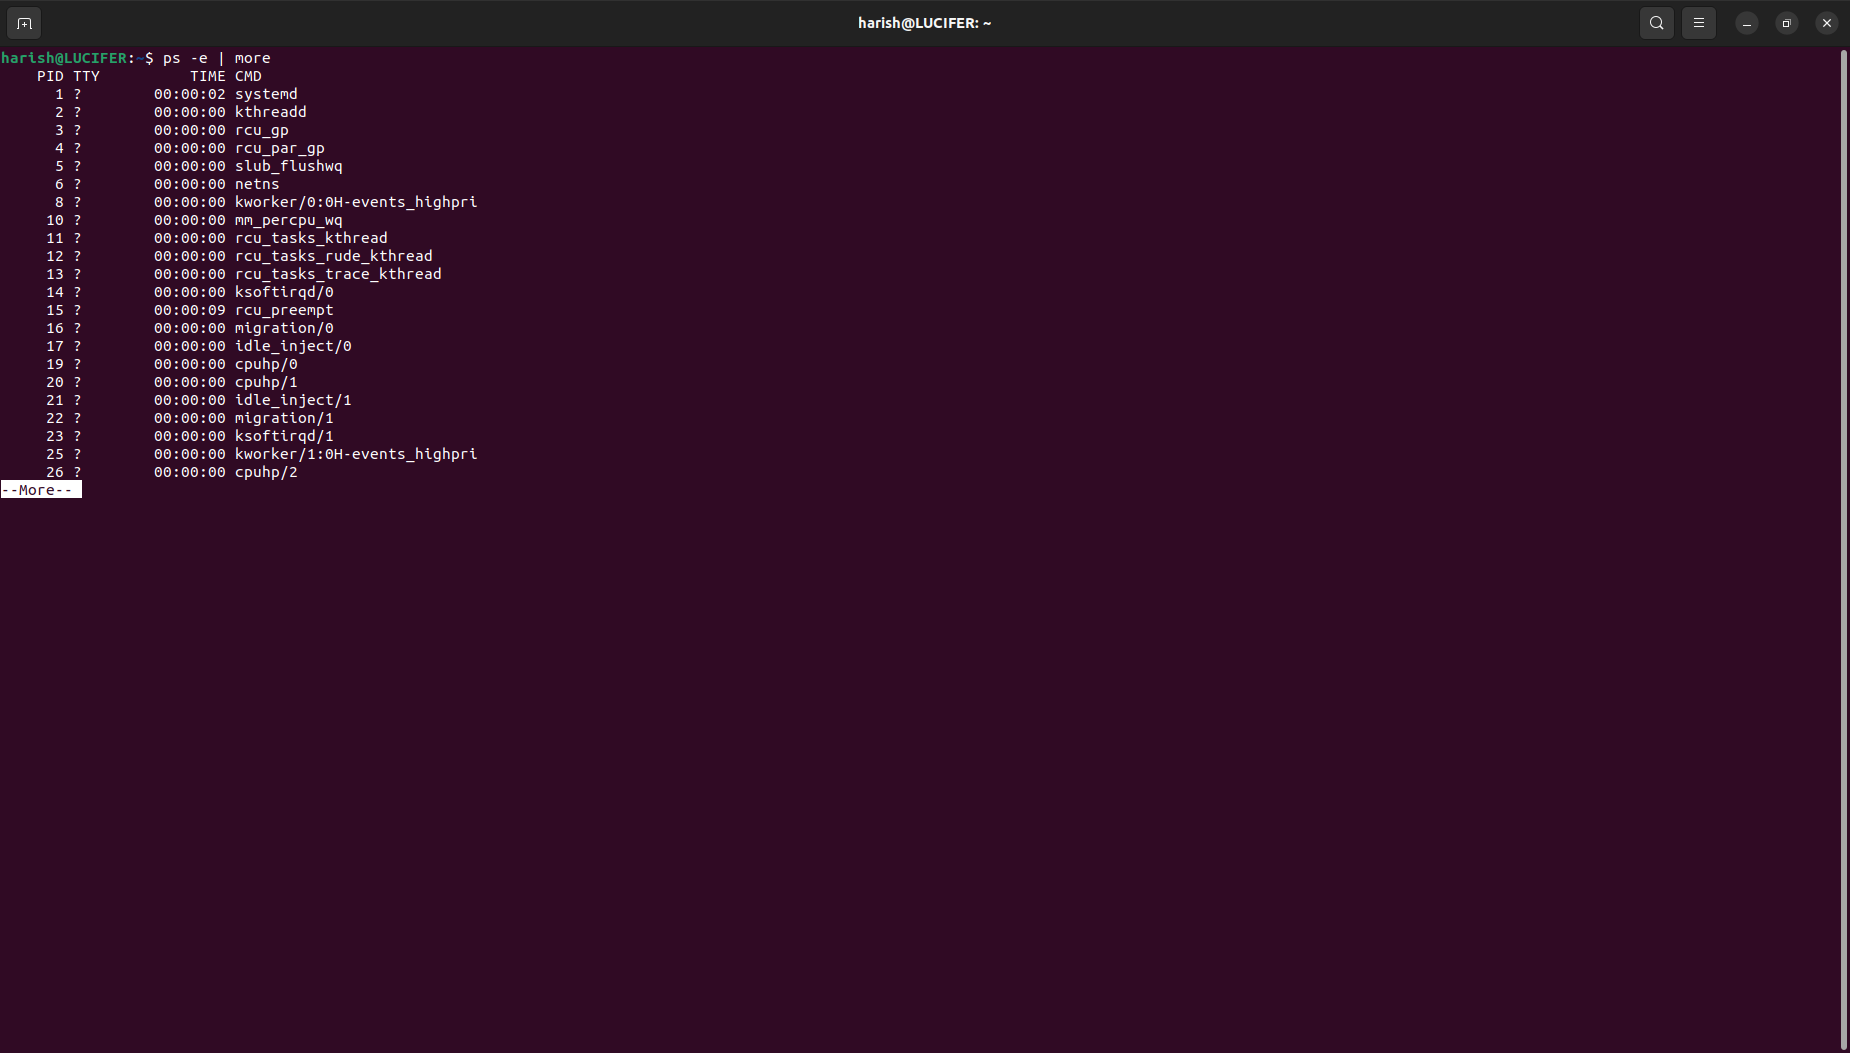 harish@LUCIFER: ~
harish@LUCIFER:~$ ps -e | more
    PID TTY          TIME CMD
      1 ?        00:00:02 systemd
      2 ?        00:00:00 kthreadd
      3 ?        00:00:00 rcu_gp
      4 ?        00:00:00 rcu_par_gp
      5 ?        00:00:00 slub_flushwq
      6 ?        00:00:00 netns
      8 ?        00:00:00 kworker/0:0H-events_highpri
     10 ?        00:00:00 mm_percpu_wq
     11 ?        00:00:00 rcu_tasks_kthread
     12 ?        00:00:00 rcu_tasks_rude_kthread
     13 ?        00:00:00 rcu_tasks_trace_kthread
     14 ?        00:00:00 ksoftirqd/0
     15 ?        00:00:09 rcu_preempt
     16 ?        00:00:00 migration/0
     17 ?        00:00:00 idle_inject/0
     19 ?        00:00:00 cpuhp/0
     20 ?        00:00:00 cpuhp/1
     21 ?        00:00:00 idle_inject/1
     22 ?        00:00:00 migration/1
     23 ?        00:00:00 ksoftirqd/1
     25 ?        00:00:00 kworker/1:0H-events_highpri
     26 ?        00:00:00 cpuhp/2
--More--